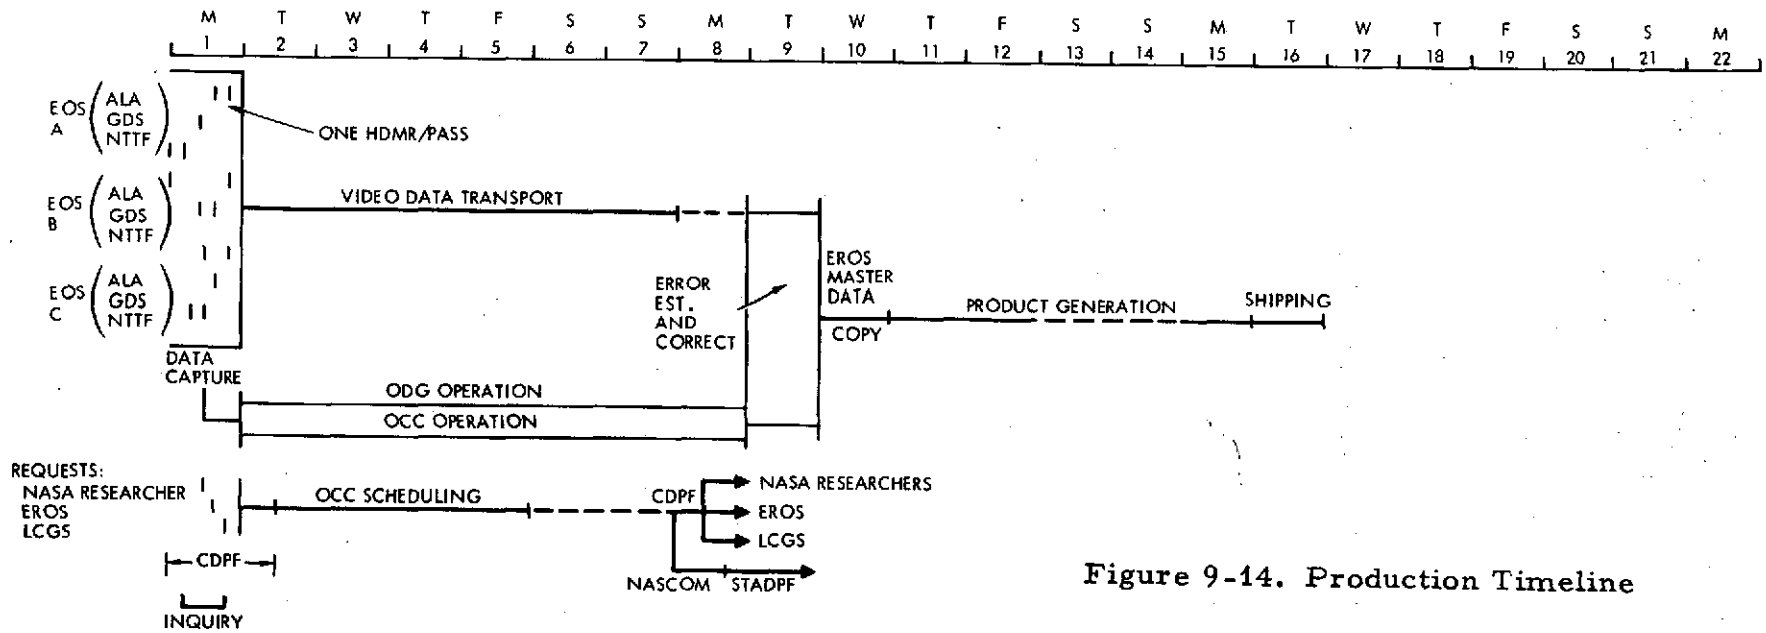 M T W T F S S M T W T F S S M T W T F S S M
1 2 3 4 5 6 7 8 9 10 11 12 13 14 15 16 17 18 19 20 21 22
EOS A
ALA
GDS
NTTF
ONE HDMR/PASS
EOS B
ALA
GDS
NTTF
VIDEO DATA TRANSPORT
EOS C
ALA
GDS
NTTF
ERROR
EST.
AND
CORRECT
EROS
MASTER
DATA
COPY
PRODUCT GENERATION
SHIPPING
DATA
CAPTURE
ODG OPERATION
OCC OPERATION
REQUESTS:
NASA RESEARCHER
EROS
LCGS
OCC SCHEDULING
CDPF
NASA RESEARCHERS
EROS
LCGS
CDPF
NASCOM
STADPF
INQUIRY
Figure 9-14. Production Timeline